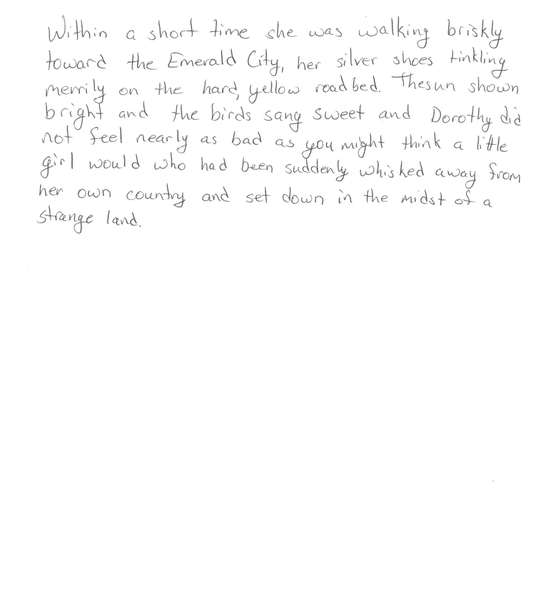 Within a short time she was walking briskly
toward the Emerald City, her silver shoes tinkling
merrily on the hard, yellow roadbed. The sun shown
bright and the birds sang sweet and Dorothy did
not feel nearly as bad as you might think a little
girl would who had been suddenly whisked away from
her own country and set down in the midst of a
strange land.